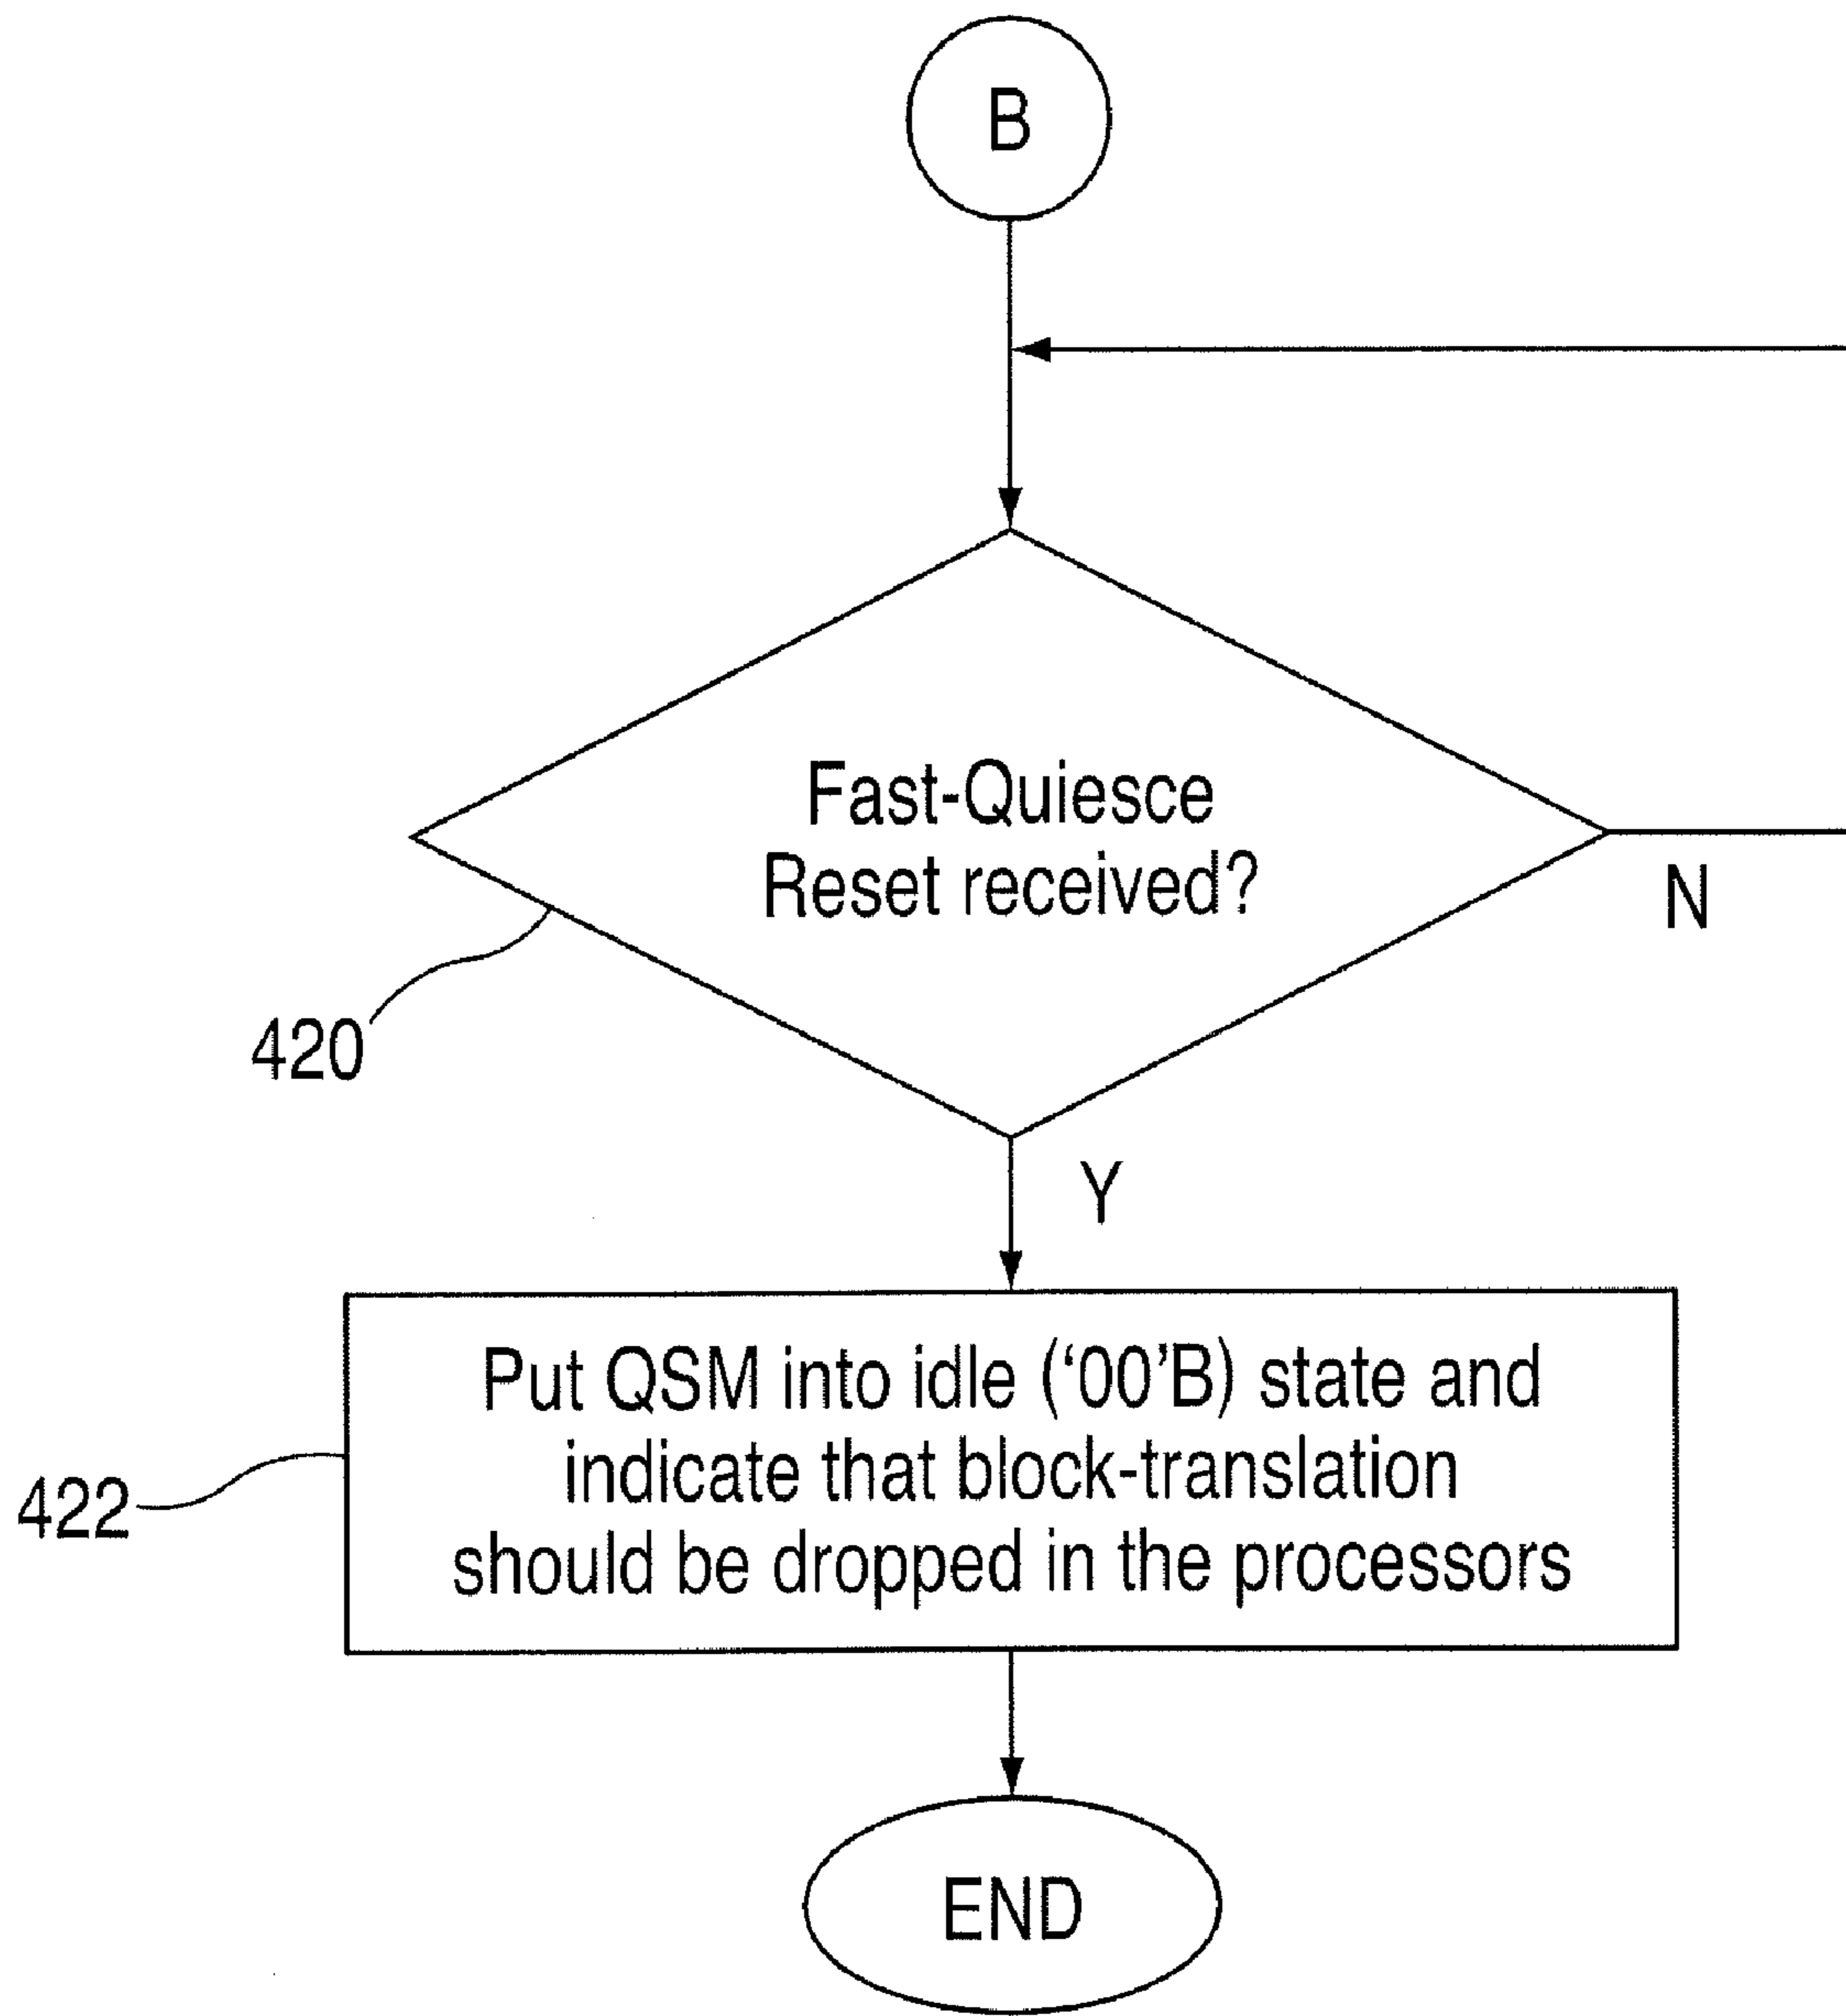 B
Fast-Quiesce
Reset received?
N
420
Y
Put QSM into idle (‘00’B) state and
indicate that block-translation
should be dropped in the processors
422
END